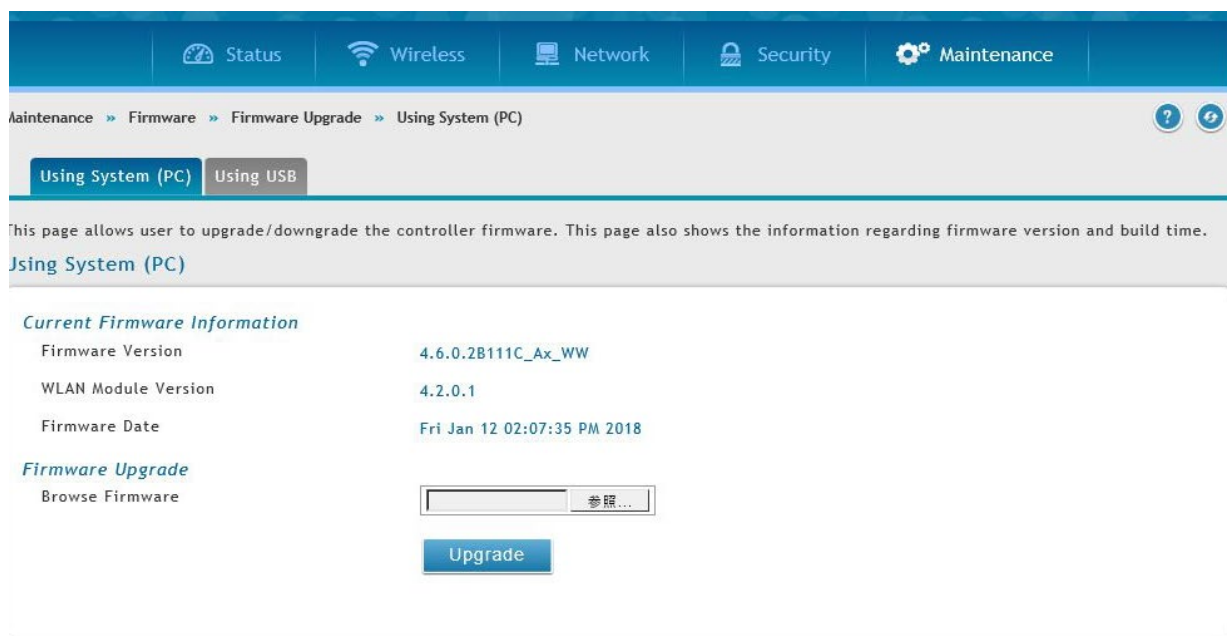 Status Wireless Network Security Maintenance
Maintenance » Firmware » Firmware Upgrade » Using System (PC)
Using System (PC) Using USB
This page allows user to upgrade/downgrade the controller firmware. This page also shows the information regarding firmware version and build time.
Using System (PC)
Current Firmware Information
Firmware Version 4.6.0.2B111C_Ax_WW
WLAN Module Version 4.2.0.1
Firmware Date Fri Jan 12 02:07:35 PM 2018
Firmware Upgrade
Browse Firmware 参照...
Upgrade